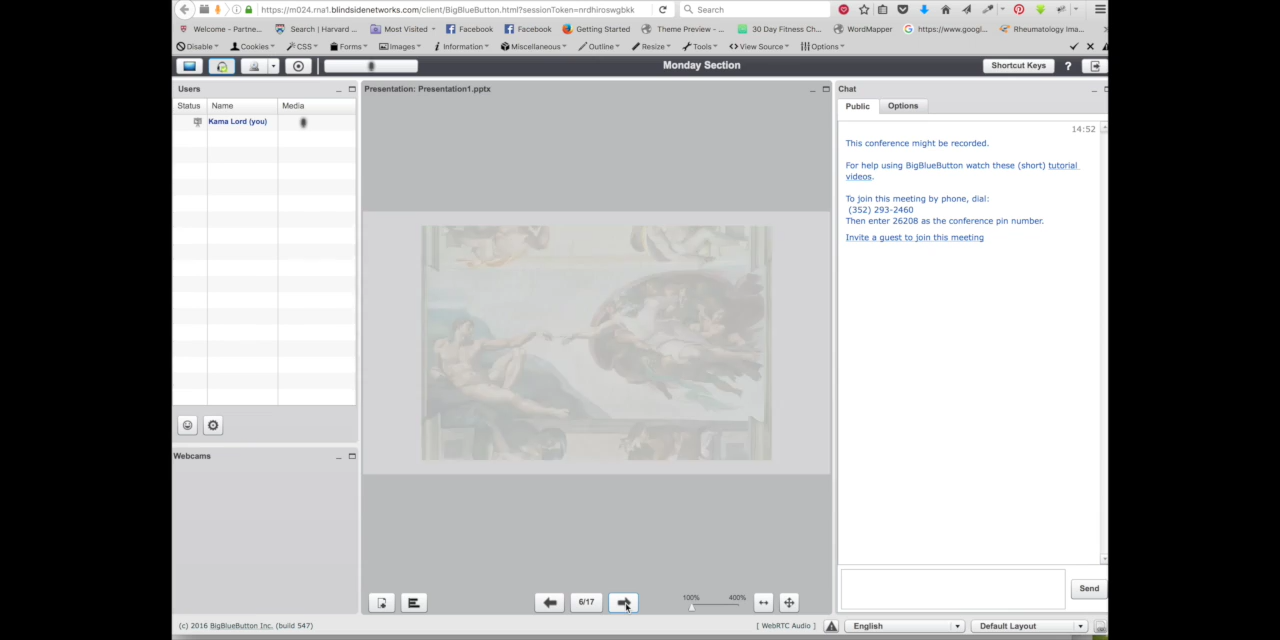 https://m024.rna1.blindsidenetworks.com/client/BigBlueButton.html?sessionToken=nrdhiroswgbkk
Search
Welcome - Partne...
Search | Harvard ...
Most Visited
Facebook
Facebook
Getting Started
Theme Preview - ...
30 Day Fitness Ch...
WordMapper
https://www.googl...
Rheumatology Ima...
Disable
Cookies
CSS
Forms
Images
Information
Miscellaneous
Outline
Resize
Tools
View Source
Options
Monday Section
Shortcut Keys
?
Users
Presentation: Presentation1.pptx
Chat
Status Name Media
Public Options
Kama Lord (you)
14:52
This conference might be recorded.
For help using BigBlueButton watch these (short) tutorial
videos.
To join this meeting by phone, dial:
(352) 293-2460
Then enter 26208 as the conference pin number.
Invite a guest to join this meeting
Webcams
6/17
100% 400%
Send
(c) 2016 BigBlueButton Inc. (build 547)
[ WebRTC Audio ]
English
Default Layout